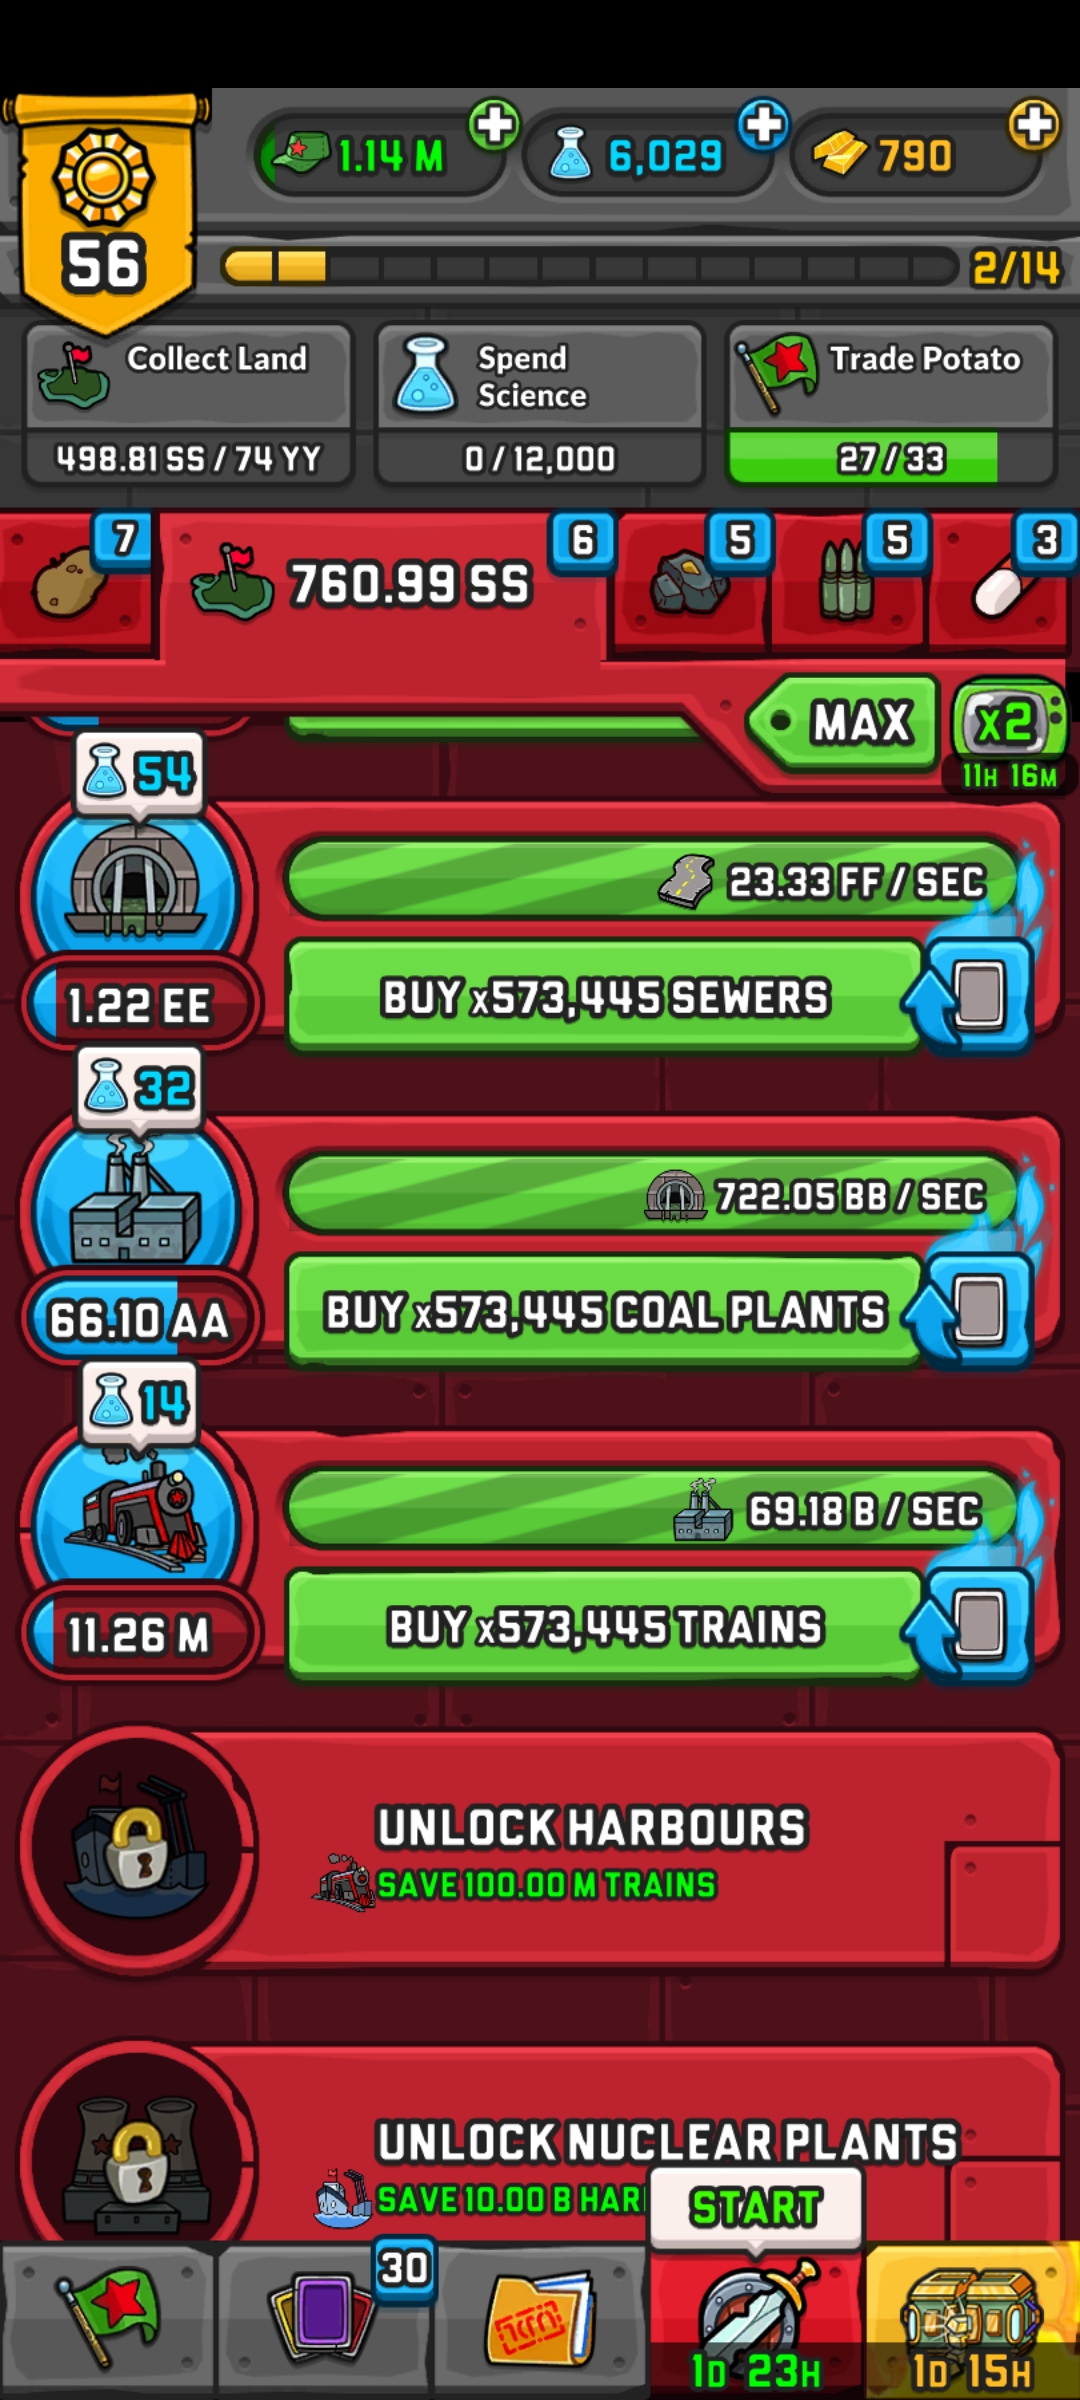 1.14 M
6,029
790
56
2/14
Collect Land
498.81 SS / 74 YY
Spend
Science
0 / 12,000
Trade Potato
27 / 33
7
760.99 SS
6
5
5
3
MAX
x2
11H 16M
54
23.33 FF / SEC
1.22 EE
BUY x573,445 SEWERS
32
722.05 BB / SEC
66.10 AA
BUY x573,445 COAL PLANTS
14
69.18 B / SEC
11.26 M
BUY x573,445 TRAINS
UNLOCK HARBOURS
SAVE 100.00 M TRAINS
UNLOCK NUCLEAR PLANTS
SAVE 10.00 B HAR
START
30
1D 23H
1D 15H